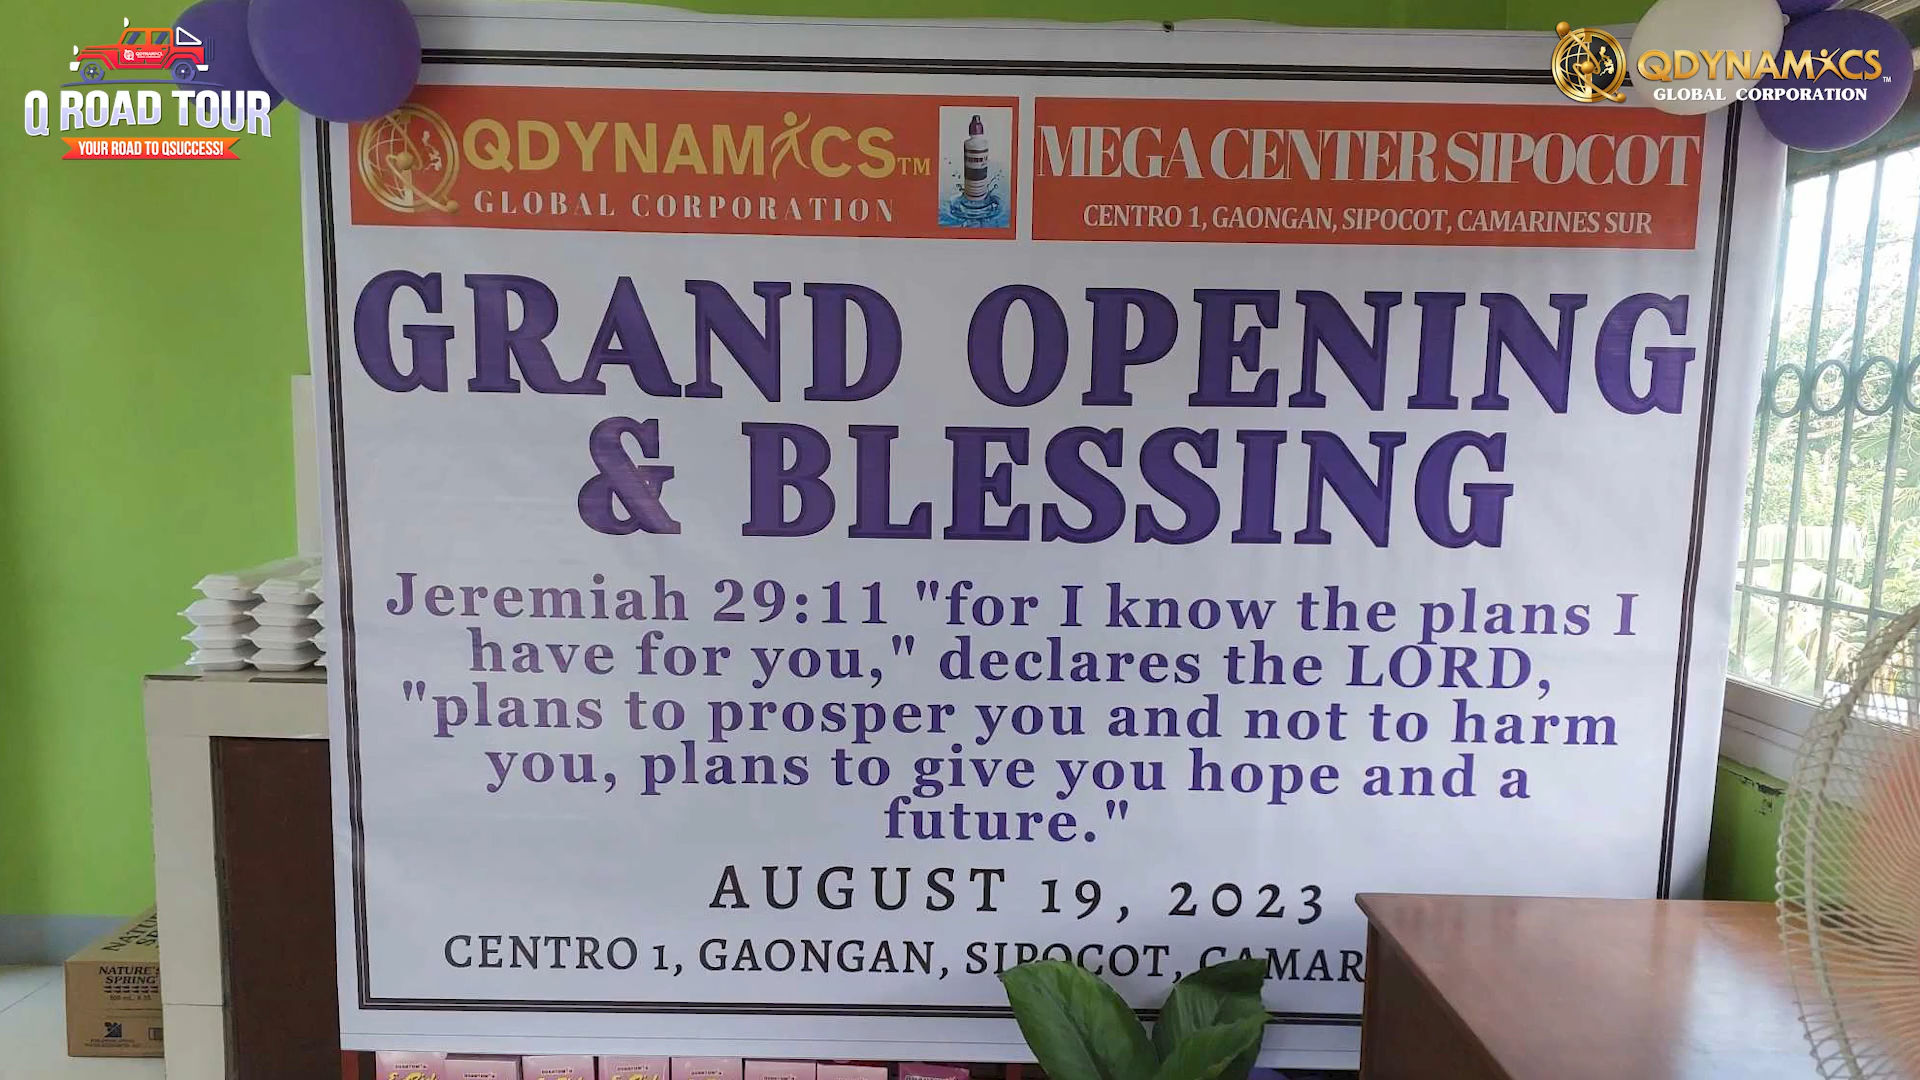 Q ROAD TOUR
YOUR ROAD TO QSUCCESS!
QDYNAMICS™
GLOBAL CORPORATION
QDYNAMICS TM
GLOBAL CORPORATION
MEGA CENTER SIPOCOT
CENTRO 1, GAONGAN, SIPOCOT, CAMARINES SUR
GRAND OPENING
& BLESSING
Jeremiah 29:11 "for I know the plans I
have for you," declares the LORD,
"plans to prosper you and not to harm
you, plans to give you hope and a
future."
AUGUST 19, 2023
CENTRO 1, GAONGAN, SIPOCOT, CAMAR
NATURE'S
SPRING